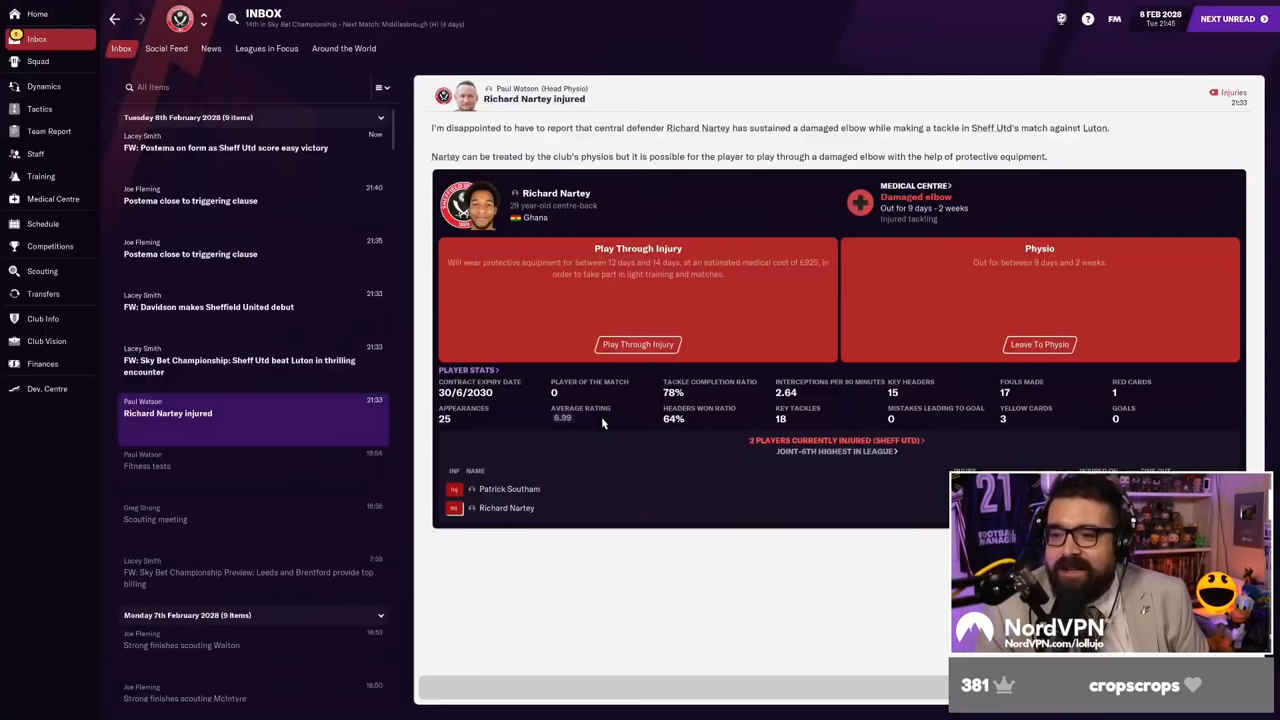 Home
Inbox
Squad
Dynamics
Tactics
Team Report
Staff
Training
Medical Centre
Schedule
Competitions
Scouting
Transfers
Club Info
Club Vision
Finances
Dev. Centre
INBOX
14th in Sky Bet Championship - Next Match: Middlesbrough (H) (4 days)
FM
8 FEB 2028
Tue 21:45
NEXT UNREAD
Inbox
Social Feed
News
Leagues in Focus
Around the World
All Items
Tuesday 8th February 2028 (9 items)
Lacey Smith
Now
FW: Postema on form as Sheff Utd score easy victory
Joe Fleming
21:40
Postema close to triggering clause
Joe Fleming
21:35
Postema close to triggering clause
Lacey Smith
21:33
FW: Davidson makes Sheffield United debut
Lacey Smith
21:33
FW: Sky Bet Championship: Sheff Utd beat Luton in thrilling
encounter
Paul Watson
21:33
Richard Nartey injured
Paul Watson
19:54
Fitness tests
Greg Strong
Scouting meeting
Lacey Smith
7:59
FW: Sky Bet Championship Preview: Leeds and Brentford provide top
billing
Monday 7th February 2028 (9 Items)
Joe Fleming
16:52
Strong finishes scouting Walton
Joe Fleming
16:50
Strong finishes scouting McIntyre
Paul Watson (Head Physio)
Richard Nartey injured
Injuries
21:33
I'm disappointed to have to report that central defender Richard Nartey has sustained a damaged elbow while making a tackle in Sheff Utd's match against Luton.
Nartey can be treated by the club's physios but it is possible for the player to play through a damaged elbow with the help of protective equipment.
Richard Nartey
29 year-old centre-back
Ghana
MEDICAL CENTRE>
Damaged elbow
Out for 9 days - 2 weeks
Injured tackling
Play Through Injury
Will wear protective equipment for between 12 days and 14 days, at an estimated medical cost of £925, in
order to take part in light training and matches.
Play Through Injury
Physio
Out for between 9 days and 2 weeks.
Leave To Physio
PLAYER STATS>
CONTRACT EXPIRY DATE
30/6/2030
PLAYER OF THE MATCH
0
TACKLE COMPLETION RATIO
78%
INTERCEPTIONS PER 90 MINUTES
2.64
KEY HEADERS
15
FOULS MADE
17
RED CARDS
1
APPEARANCES
25
AVERAGE RATING
6.99
HEADERS WON RATIO
64%
KEY TACKLES
18
MISTAKES LEADING TO GOAL
0
YELLOW CARDS
3
GOALS
0
2 PLAYERS CURRENTLY INJURED (SHEFF UTD)>
JOINT-6TH HIGHEST IN LEAGUE>
INF NAME
Inj Patrick Southam
Inj Richard Nartey
21
FOOTBALL
MANAGER
NordVPN
NordVPN.com/lollujo
381
cropscrops